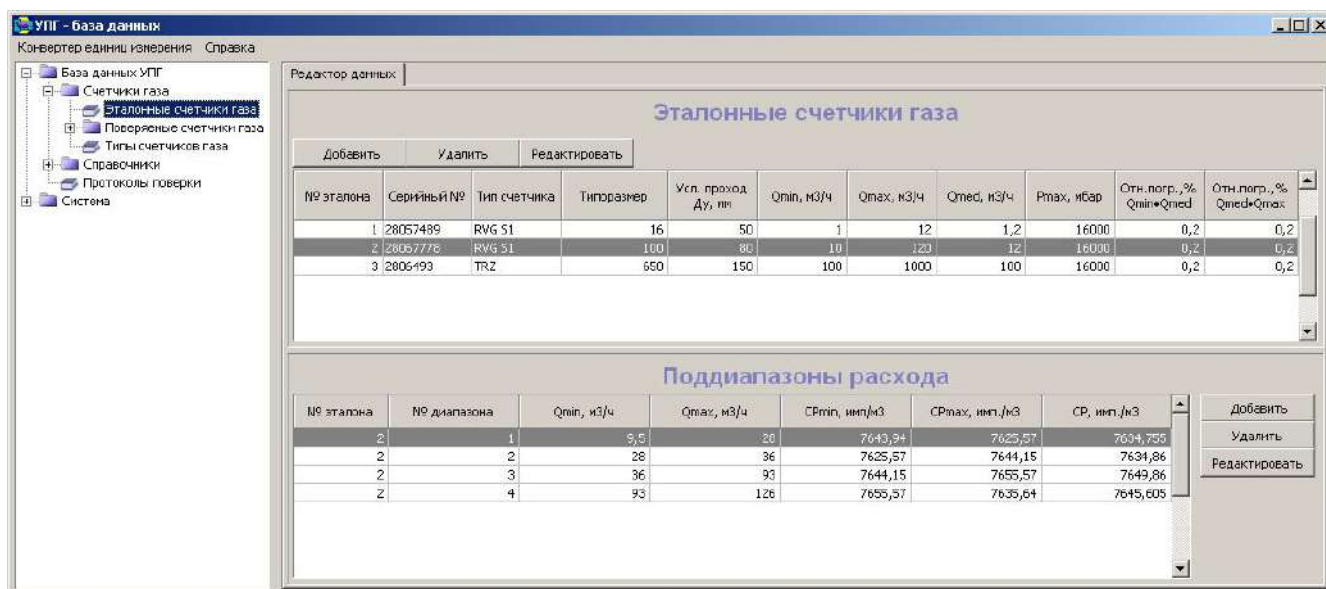 УПГ - база данных
Конвертер единиц измерения Справка
База данных УПГ
Счетчики газа
Эталонные счетчики газа
Поверяемые счетчики газа
Типы счетчиков газа
Справочники
Протоколы поверки
Система
Редактор данных
Эталонные счетчики газа
Добавить Удалить Редактировать
№ эталона Серийный № Тип счетчика Типоразмер Усл. проход Ду, мм Qmin, м3/ч Qmax, м3/ч Qmed, м3/ч Pmax, мбар Отн.погр.,% Qmin•Qmed Отн.погр.,% Qmed•Qmax
1 28057489 RVG S1 16 50 1 12 1,2 16000 0,2 0,2
2 28067778 RVG S1 100 80 10 120 12 16000 0,2 0,2
3 2806493 TRZ 650 150 100 1000 100 16000 0,2 0,2
Поддиапазоны расхода
№ эталона № диапазона Qmin, м3/ч Qmax, м3/ч CPmin, имп/м3 CPmax, имп./м3 CP, имп./м3
2 1 9,5 28 7643,94 7625,57 7634,755
2 2 28 36 7625,57 7644,15 7634,86
2 3 36 93 7644,15 7655,57 7649,86
2 4 93 126 7655,57 7635,64 7645,605
Добавить
Удалить
Редактировать